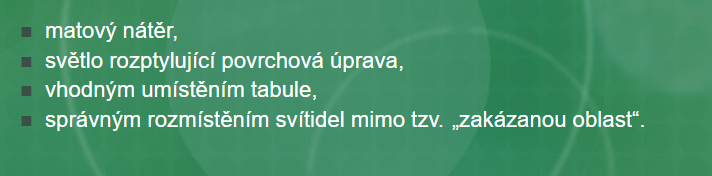 matový nátěr,
světlo rozptylující povrchová úprava,
vhodným umístěním tabule,
správným rozmístěním svítidel mimo tzv. „zakázanou oblast“.